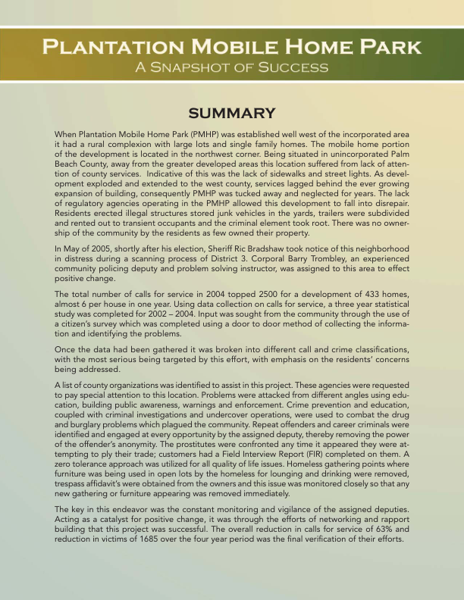 PLANTATION MOBILE HOME PARK
A SNAPSHOT OF SUCCESS
SUMMARY
When Plantation Mobile Home Park (PMHP) was established well west of the incorporated area
it had a rural complexion with large lots and single family homes. The mobile home portion
of the development is located in the northwest corner. Being situated in unincorporated Palm
Beach County, away from the greater developed areas this location suffered from lack of atten-
tion of county services.  Indicative of this was the lack of sidewalks and street lights. As devel-
opment exploded and extended to the west county, services lagged behind the ever growing
expansion of building, consequently PMHP was tucked away and neglected for years. The lack
of regulatory agencies operating in the PMHP allowed this development to fall into disrepair.
Residents erected illegal structures stored junk vehicles in the yards, trailers were subdivided
and rented out to transient occupants and the criminal element took root. There was no owner-
ship of the community by the residents as few owned their property.
In May of 2005, shortly after his election, Sheriff Ric Bradshaw took notice of this neighborhood
in distress during a scanning process of District 3. Corporal Barry Trombley, an experienced
community policing deputy and problem solving instructor, was assigned to this area to effect
positive change.
The total number of calls for service in 2004 topped 2500 for a development of 433 homes,
almost 6 per house in one year. Using data collection on calls for service, a three year statistical
study was completed for 2002 – 2004. Input was sought from the community through the use of
a citizen's survey which was completed using a door to door method of collecting the informa-
tion and identifying the problems.
Once the data had been gathered it was broken into different call and crime classifications,
with the most serious being targeted by this effort, with emphasis on the residents' concerns
being addressed.
A list of county organizations was identified to assist in this project. These agencies were requested
to pay special attention to this location. Problems were attacked from different angles using edu-
cation, building public awareness, warnings and enforcement. Crime prevention and education,
coupled with criminal investigations and undercover operations, were used to combat the drug
and burglary problems which plagued the community. Repeat offenders and career criminals were
identified and engaged at every opportunity by the assigned deputy, thereby removing the power
of the offender's anonymity. The prostitutes were confronted any time it appeared they were at-
tempting to ply their trade; customers had a Field Interview Report (FIR) completed on them. A
zero tolerance approach was utilized for all quality of life issues. Homeless gathering points where
furniture was being used in open lots by the homeless for lounging and drinking were removed,
trespass affidavit's were obtained from the owners and this issue was monitored closely so that any
new gathering or furniture appearing was removed immediately.
The key in this endeavor was the constant monitoring and vigilance of the assigned deputies.
Acting as a catalyst for positive change, it was through the efforts of networking and rapport
building that this project was successful. The overall reduction in calls for service of 63% and
reduction in victims of 1685 over the four year period was the final verification of their efforts.